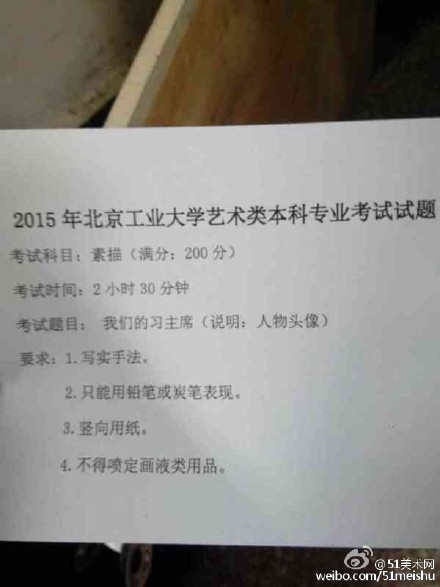 2015 年北京工业大学艺术类本科专业考试试题
考试科目：素描（满分：200 分）
考试时间：2 小时 30 分钟
考试题目： 我们的习主席（说明：人物头像）
要求：1.写实手法。
2.只能用铅笔或炭笔表现。
3.竖向用纸。
4.不得喷定画液类用品。
@51美术网
weibo.com/51meishu